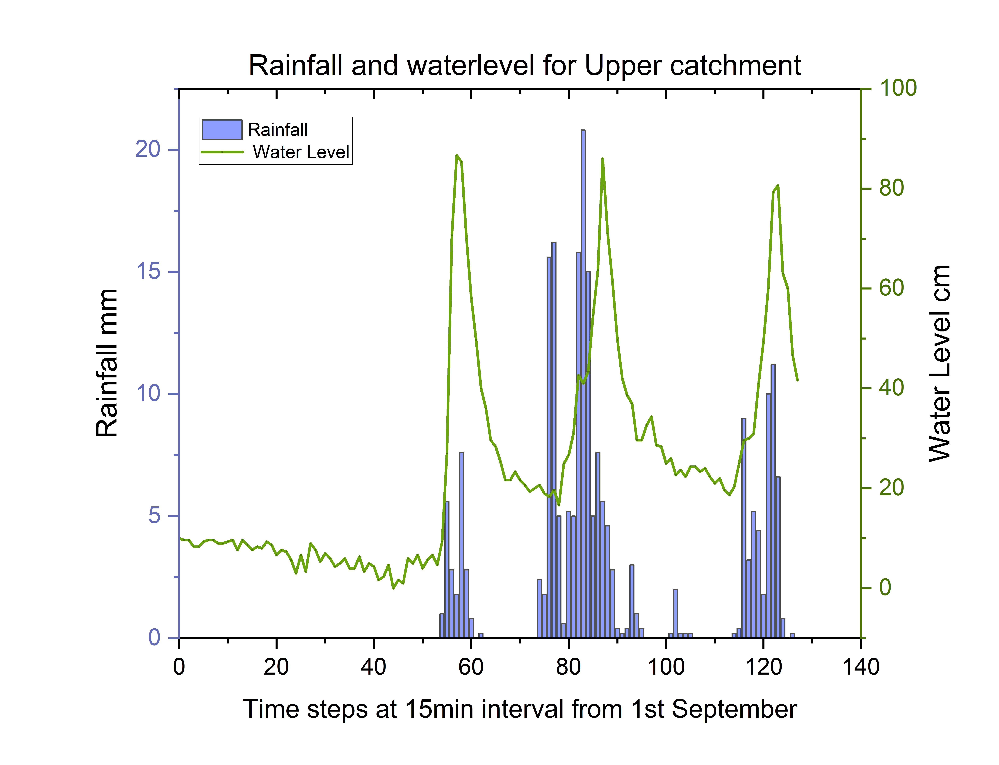 Rainfall and waterlevel for Upper catchment
Rainfall
Water Level
20
15
10
5
0
Rainfall mm
100
80
60
40
20
0
Water Level cm
0 20 40 60 80 100 120 140
Time steps at 15min interval from 1st September